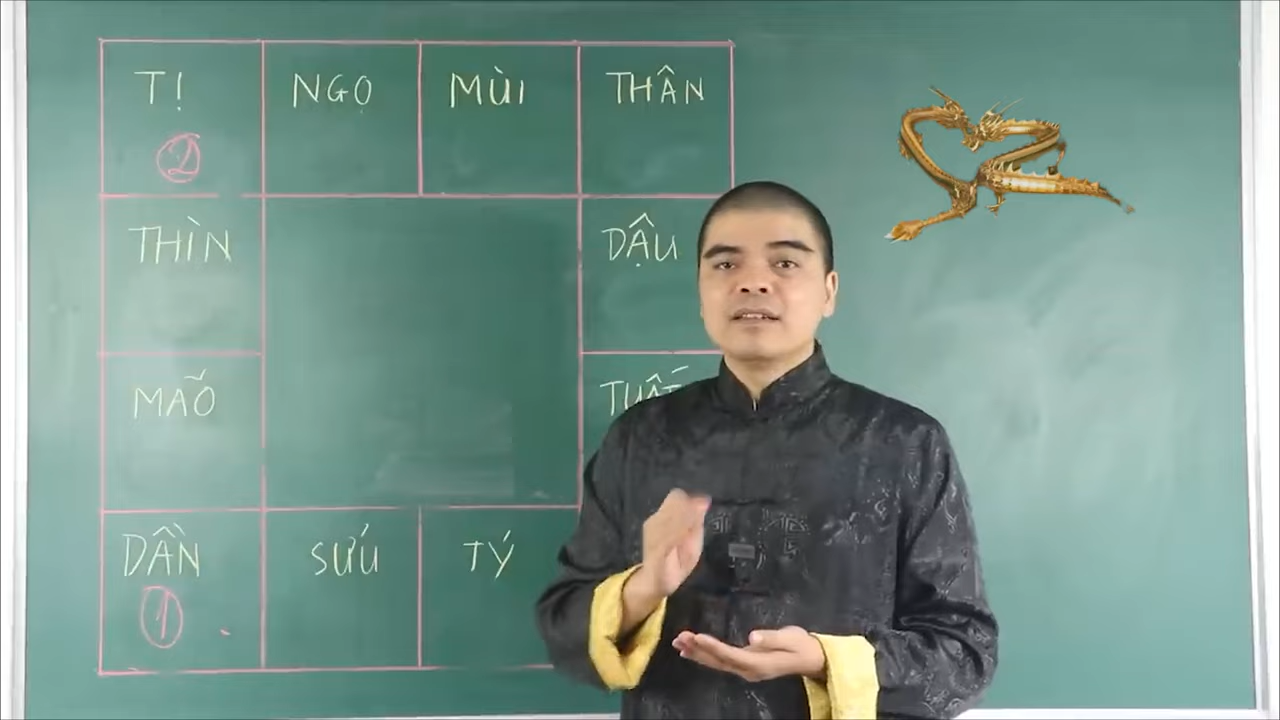 TỊ NGỌ MÙI THÂN
②
THÌN DẬU
MÃO
DẦN SỬU TÝ
①